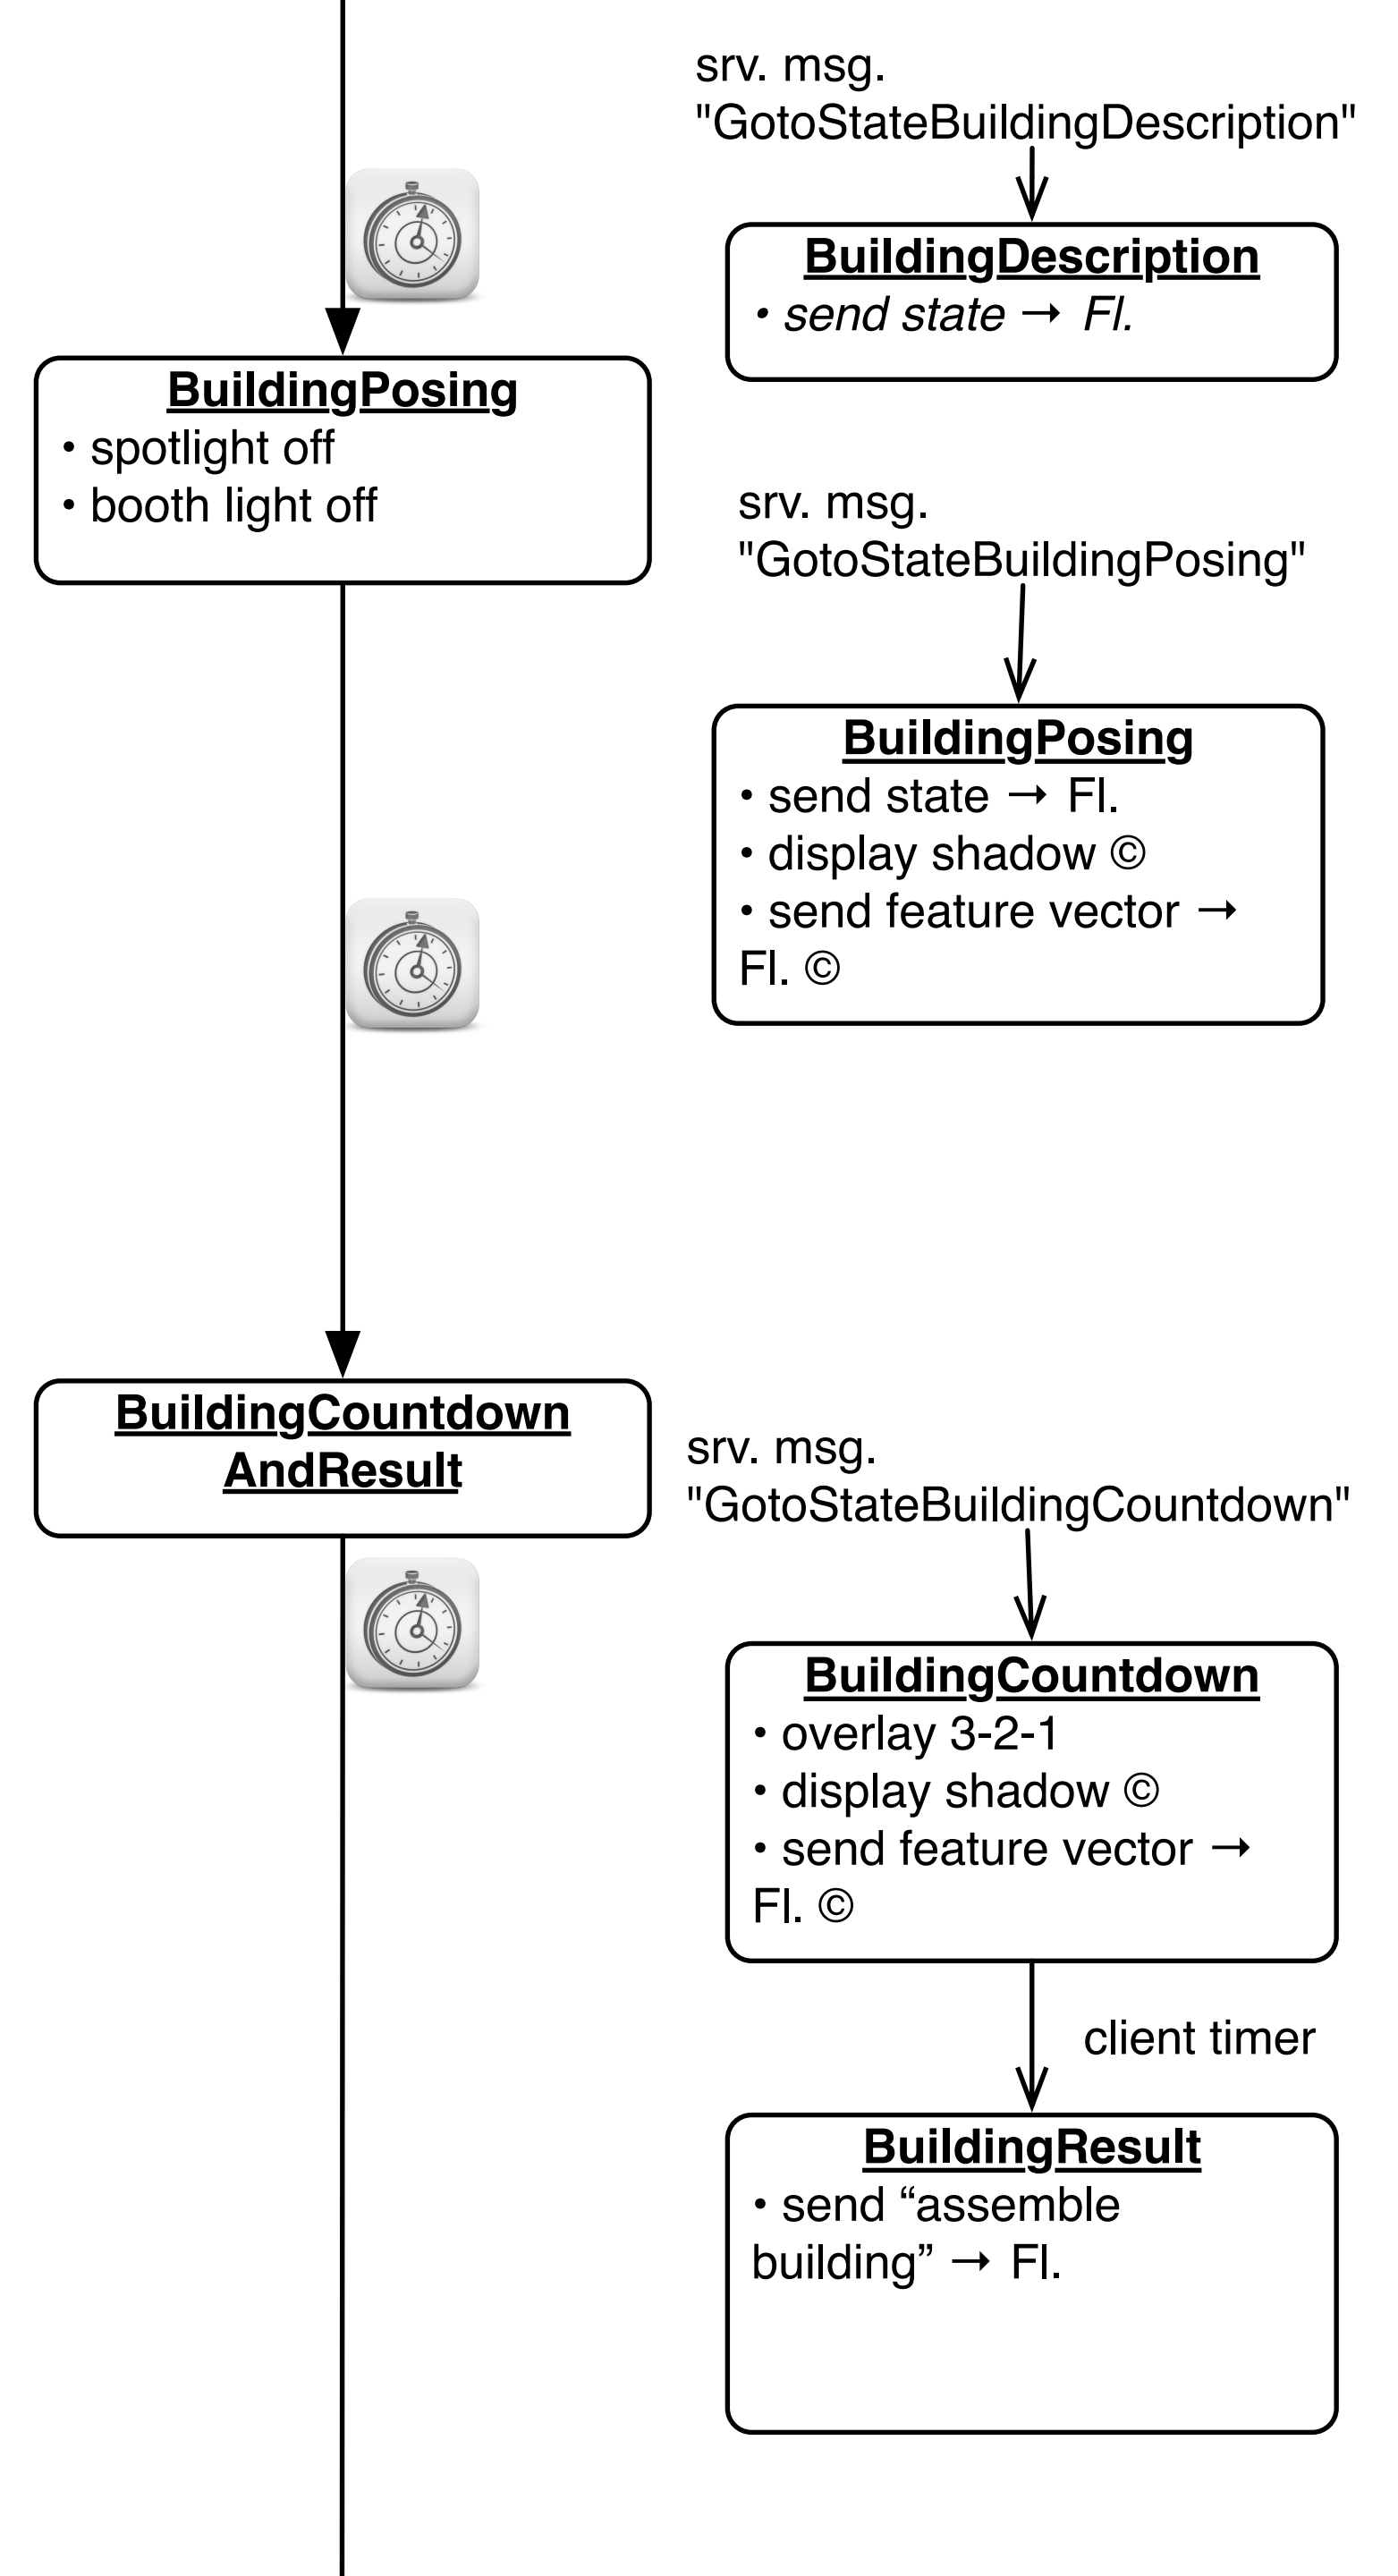 srv. msg.
"GotoStateBuildingDescription"
BuildingDescription
• send state → Fl.
BuildingPosing
• spotlight off
• booth light off
srv. msg.
"GotoStateBuildingPosing"
BuildingPosing
• send state → Fl.
• display shadow ©
• send feature vector →
Fl. ©
BuildingCountdown
AndResult
srv. msg.
"GotoStateBuildingCountdown"
BuildingCountdown
• overlay 3-2-1
• display shadow ©
• send feature vector →
Fl. ©
client timer
BuildingResult
• send “assemble
building” → Fl.